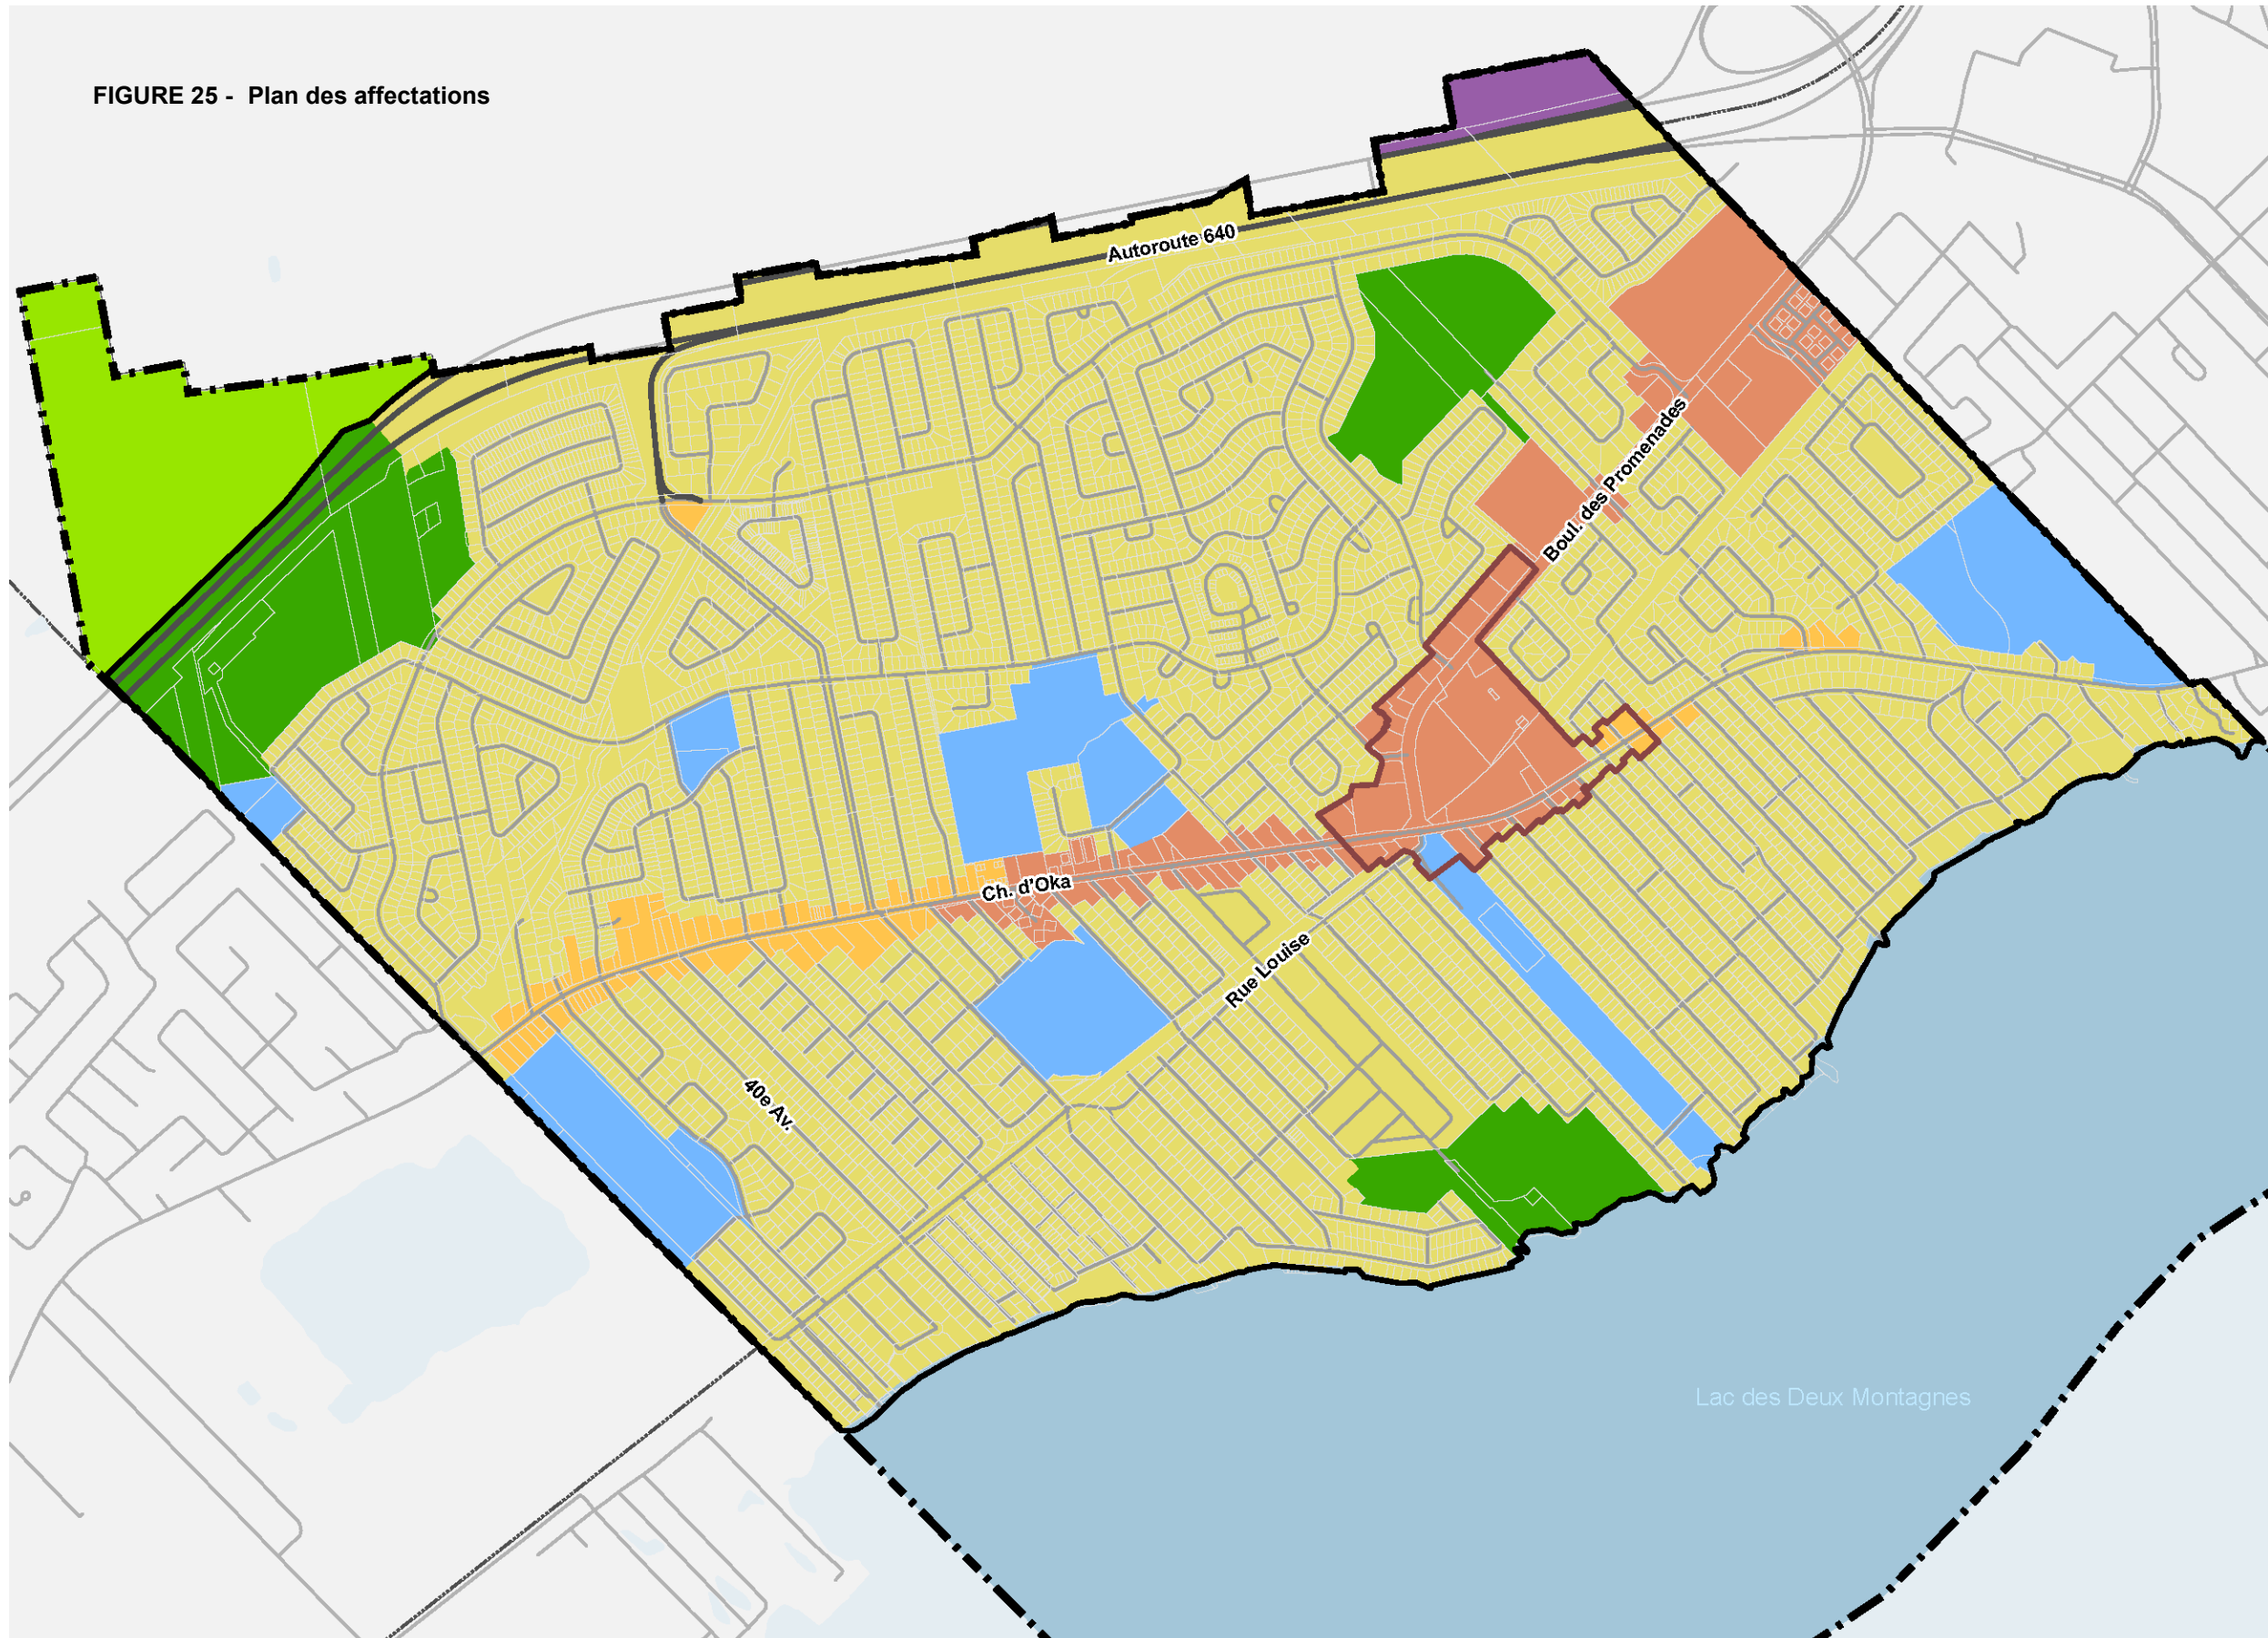 FIGURE 25 - Plan des affectations
Autoroute 640
Boul. des Promenades
Ch. d'Oka
Rue Louise
40e Av.
Lac des Deux Montagnes